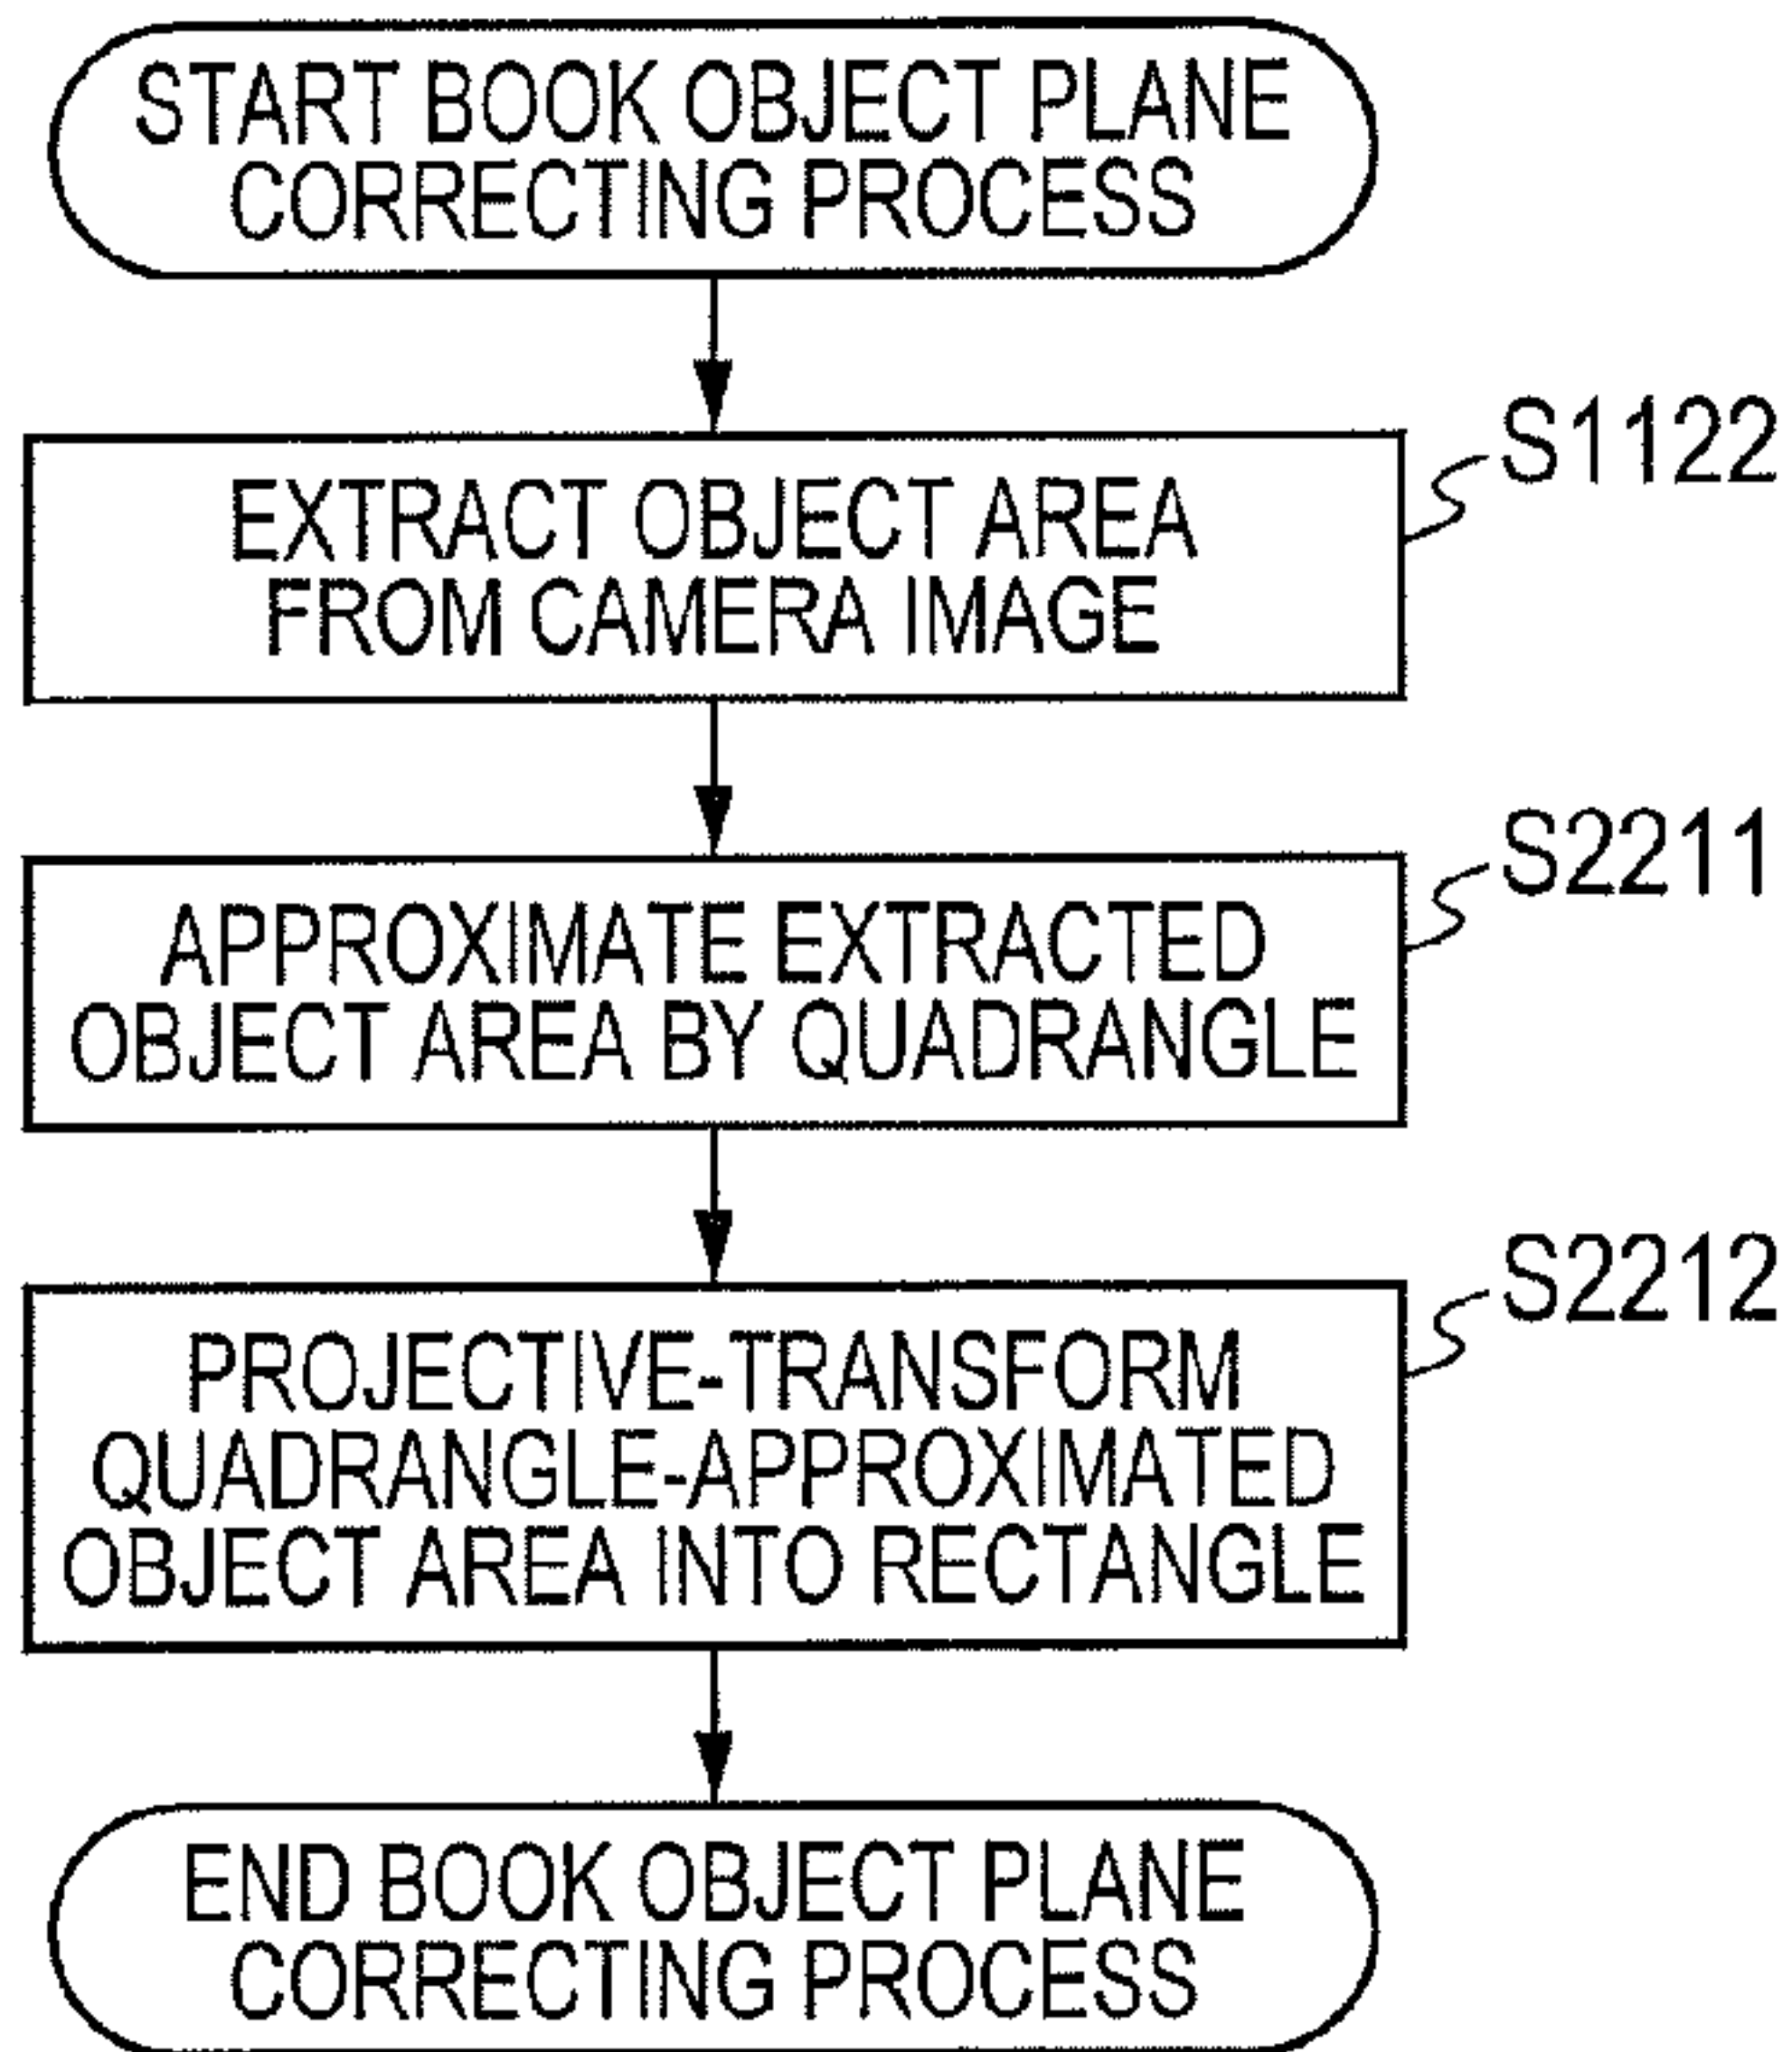 START BOOK OBJECT PLANE
CORRECTING PROCESS
S1122
EXTRACT OBJECT AREA
FROM CAMERA IMAGE
S2211
APPROXIMATE EXTRACTED
OBJECT AREA BY QUADRANGLE
S2212
PROJECTIVE-TRANSFORM
QUADRANGLE-APPROXIMATED
OBJECT AREA INTO RECTANGLE
END BOOK OBJECT PLANE
CORRECTING PROCESS